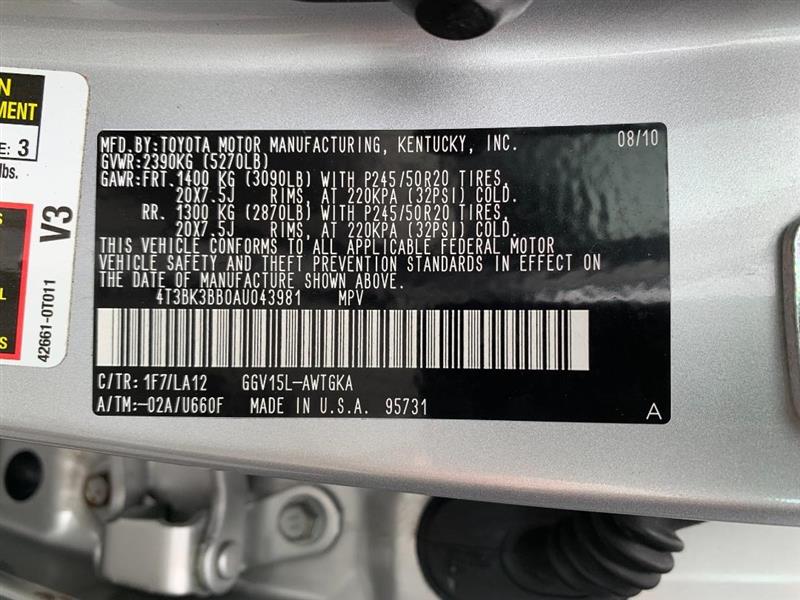 N
MENT
E: 3
lbs.
V3
S
L
S
42661-0T011
MFD.BY:TOYOTA MOTOR MANUFACTURING, KENTUCKY, INC. 08/10
GVWR:2390KG (5270LB)
GAWR:FRT. 1400 KG (3090LB) WITH P245/50R20 TIRES,
20X7.5J RIMS, AT 220KPA (32PSI) COLD.
RR. 1300 KG (2870LB) WITH P245/50R20 TIRES,
20X7.5J RIMS, AT 220KPA (32PSI) COLD.
THIS VEHICLE CONFORMS TO ALL APPLICABLE FEDERAL MOTOR
VEHICLE SAFETY AND THEFT PREVENTION STANDARDS IN EFFECT ON
THE DATE OF MANUFACTURE SHOWN ABOVE.
4T3BK3BB0AU043981 MPV
C/TR: 1F7/LA12 GGV15L-AWTGKA
A/TM:-02A/U660F MADE IN U.S.A. 95731 A